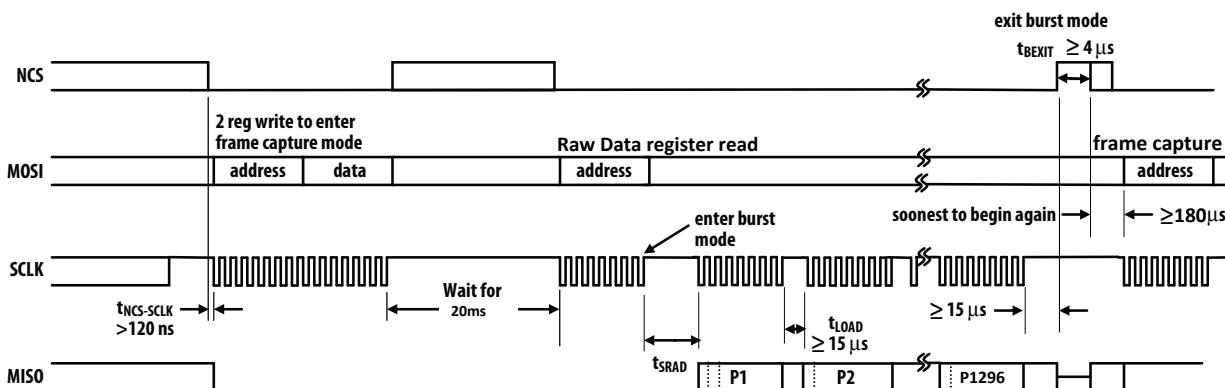 exit burst mode
tBEXIT ≥ 4 μs
NCS
2 reg write to enter
frame capture mode
Raw Data register read
frame capture
MOSI
address
data
address
address
soonest to begin again
≥180μs
enter burst
mode
SCLK
tNCS-SCLK
>120 ns
Wait for
20ms
tSRAD
tLOAD
≥ 15 μs
≥ 15 μs
MISO
P1
P2
P1296